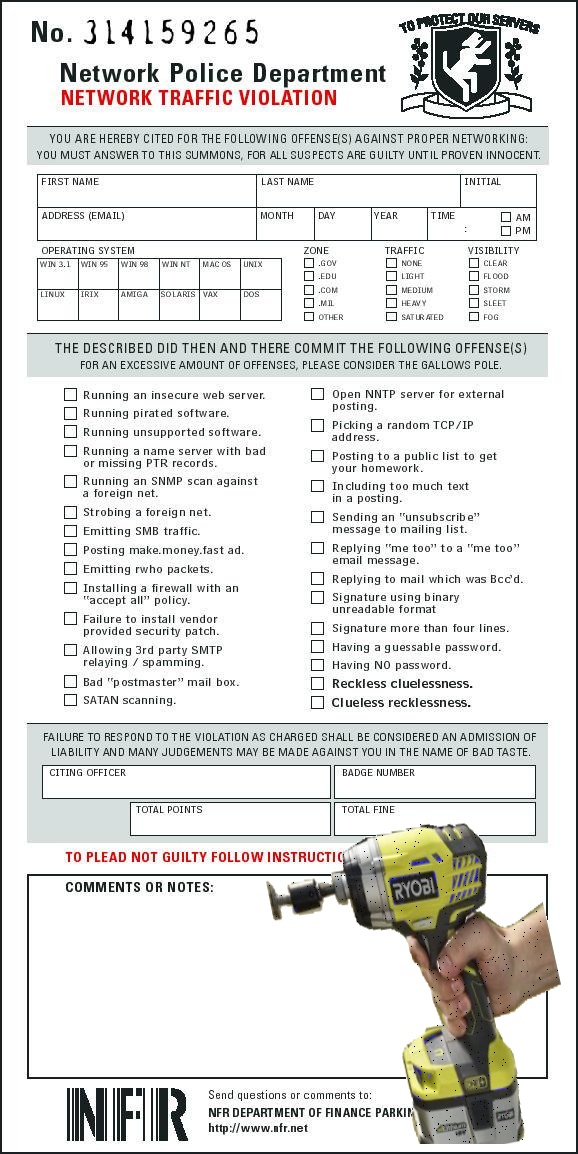 No. 314159265
TO PROTECT OUR SERVERS
Network Police Department
NETWORK TRAFFIC VIOLATION
YOU ARE HEREBY CITED FOR THE FOLLOWING OFFENSE(S) AGAINST PROPER NETWORKING:
YOU MUST ANSWER TO THIS SUMMONS, FOR ALL SUSPECTS ARE GUILTY UNTIL PROVEN INNOCENT.
FIRST NAME LAST NAME INITIAL
ADDRESS (EMAIL) MONTH DAY YEAR TIME : AM
PM
OPERATING SYSTEM ZONE TRAFFIC VISIBILITY
WIN 3.1 WIN 95 WIN 98 WIN NT MAC OS UNIX
LINUX IRIX AMIGA SOLARIS VAX DOS
.GOV NONE CLEAR
.EDU LIGHT FLOOD
.COM MEDIUM STORM
.MIL HEAVY SLEET
OTHER SATURATED FOG
THE DESCRIBED DID THEN AND THERE COMMIT THE FOLLOWING OFFENSE(S)
FOR AN EXCESSIVE AMOUNT OF OFFENSES, PLEASE CONSIDER THE GALLOWS POLE.
Running an insecure web server.
Running pirated software.
Running unsupported software.
Running a name server with bad
or missing PTR records.
Running an SNMP scan against
a foreign net.
Strobing a foreign net.
Emitting SMB traffic.
Posting make.money.fast ad.
Emitting rwho packets.
Installing a firewall with an
"accept all" policy.
Failure to install vendor
provided security patch.
Allowing 3rd party SMTP
relaying / spamming.
Bad "postmaster" mail box.
SATAN scanning.
Open NNTP server for external
posting.
Picking a random TCP/IP
address.
Posting to a public list to get
your homework.
Including too much text
in a posting.
Sending an "unsubscribe"
message to mailing list.
Replying "me too" to a "me too"
email message.
Replying to mail which was Bcc'd.
Signature using binary
unreadable format
Signature more than four lines.
Having a guessable password.
Having NO password.
Reckless cluelessness.
Clueless recklessness.
FAILURE TO RESPOND TO THE VIOLATION AS CHARGED SHALL BE CONSIDERED AN ADMISSION OF
LIABILITY AND MANY JUDGEMENTS MAY BE MADE AGAINST YOU IN THE NAME OF BAD TASTE.
CITING OFFICER BADGE NUMBER
TOTAL POINTS TOTAL FINE
TO PLEAD NOT GUILTY FOLLOW
COMMENTS OR NOTES:
RYOBI
NFR
Send questions or comments to:
NFR DEPARTMENT OF FINANCE
http://www.nfr.net
RYOBI